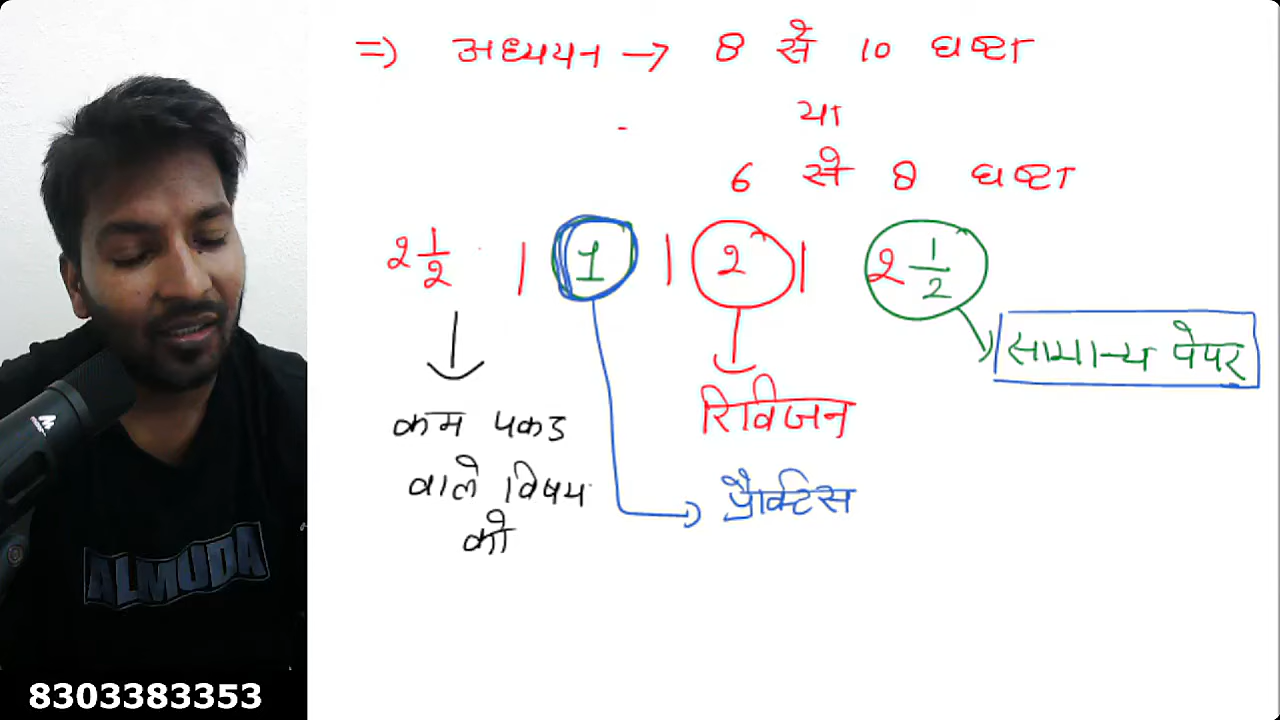 => अध्ययन → 8 से 10 घण्टा
या
6 से 8 घण्टा
2 1/2 | 1 | 2 | 2 1/2
सामान्य पेपर
कम पकड
वाले विषय
को
रिविजन
प्रैक्टिस
ALMUDA
8303383353